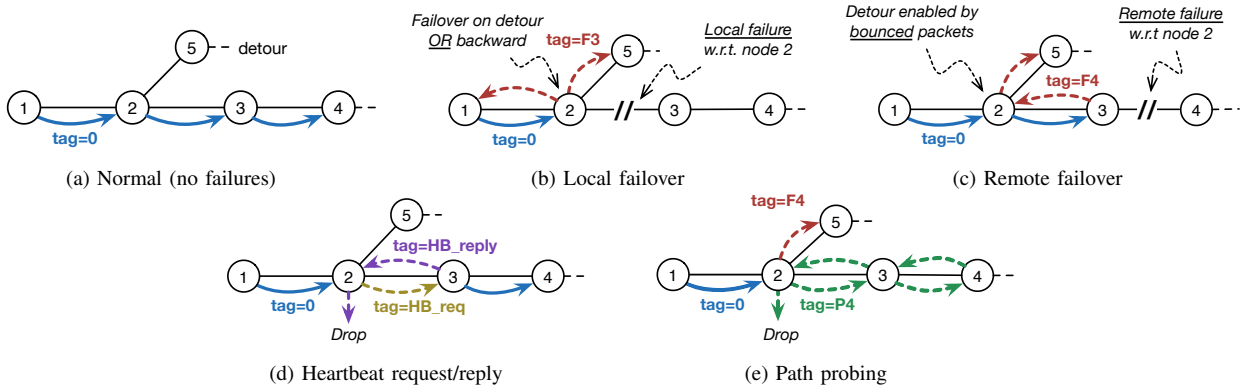 5
detour
1
2
3
4
tag=0
(a) Normal (no failures)
Failover on detour
OR backward
tag=F3
Local failure
w.r.t. node 2
5
1
2
3
4
tag=0
(b) Local failover
Detour enabled by
bounced packets
Remote failure
w.r.t node 2
5
tag=F4
1
2
3
4
tag=0
(c) Remote failover
5
tag=HB_reply
1
2
3
4
tag=0
tag=HB_req
Drop
(d) Heartbeat request/reply
tag=F4
5
1
2
3
4
tag=0
tag=P4
Drop
(e) Path probing